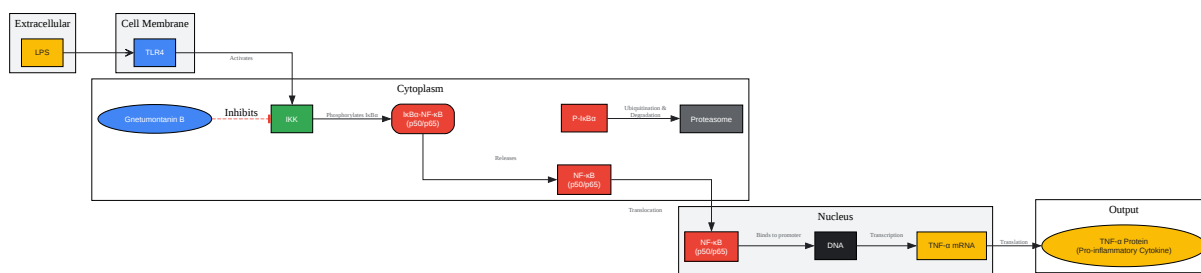 Extracellular
LPS
Cell Membrane
TLR4
Activates
Cytoplasm
Gnetumontanin B
Inhibits
IKK
Phosphorylates IκBα
IκBα-NF-κB
(p50/p65)
P-IκBα
Ubiquitination &
Degradation
Proteasome
Releases
NF-κB
(p50/p65)
Translocation
Nucleus
NF-κB
(p50/p65)
Binds to promoter
DNA
Transcription
TNF-α mRNA
Translation
Output
TNF-α Protein
(Pro-inflammatory Cytokine)